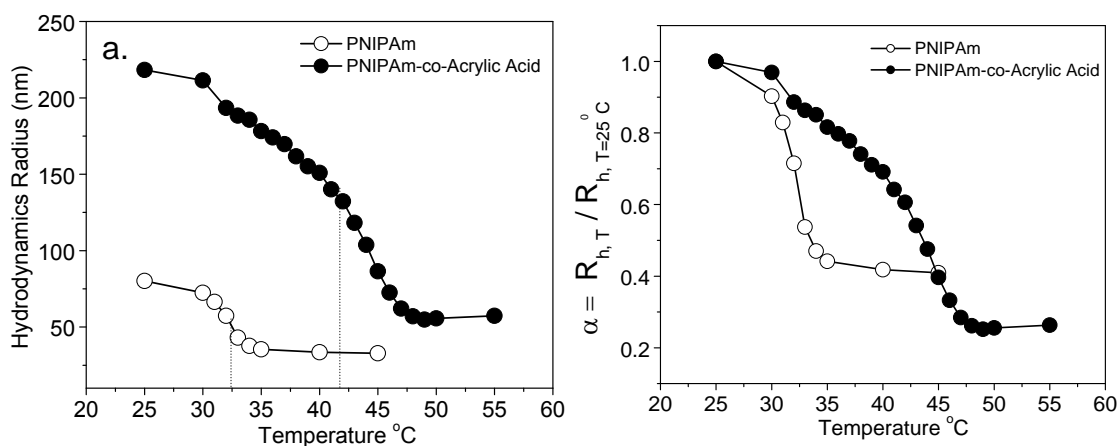 a.
PNIPAm
PNIPAm-co-Acrylic Acid
Hydrodynamics Radius (nm)
250
200
150
100
50
20 25 30 35 40 45 50 55 60
Temperature °C
PNIPAm
PNIPAm-co-Acrylic Acid
α = R h, T / R h, T=25 0 C
1.0
0.8
0.6
0.4
0.2
20 25 30 35 40 45 50 55 60
Temperature °C